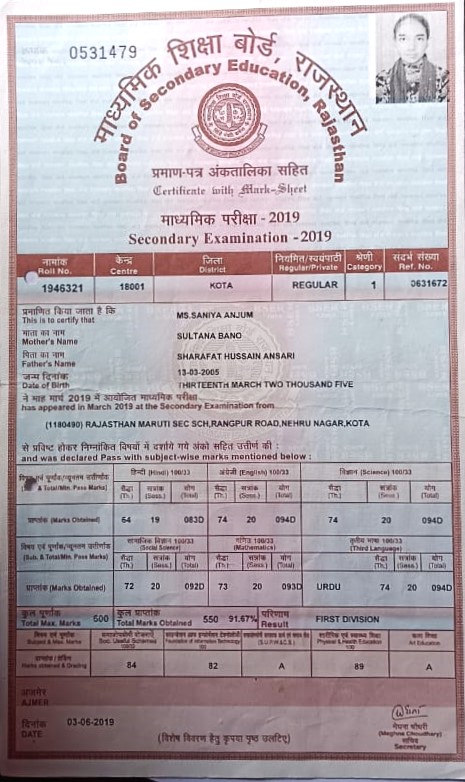 0531479
माध्यमिक शिक्षा बोर्ड, राजस्थान
Board of Secondary Education, Rajasthan
प्रमाण-पत्र अंकतालिका सहित
Certificate with Mark-Sheet
माध्यमिक परीक्षा - 2019
Secondary Examination - 2019
नामांक केन्द्र जिला नियमित/स्वयंपाठी श्रेणी संदर्भ संख्या
Roll No. Centre District Regular/Private Category Ref. No.
1946321 18001 KOTA REGULAR 1 0631672
प्रमाणित किया जाता है कि
This is to certify that MS.SANIYA ANJUM
माता का नाम
Mother's Name SULTANA BANO
पिता का नाम
Father's Name SHARAFAT HUSSAIN ANSARI
जन्म दिनांक 13-03-2005
Date of Birth THIRTEENTH MARCH TWO THOUSAND FIVE
ने माह मार्च 2019 में आयोजित माध्यमिक परीक्षा
has appeared in March 2019 at the Secondary Examination from
(1180490) RAJASTHAN MARUTI SEC SCH,RANGPUR ROAD,NEHRU NAGAR,KOTA
से प्रविष्ट होकर निम्नांकित विषयों में दर्शाये गये अंको सहित उत्तीर्ण की :
and was declared Pass with subject-wise marks mentioned below :
हिन्दी (Hindi) 100/33 अंग्रेजी (English) 100/33 विज्ञान (Science) 100/33
विषय एवं पूर्णांक/न्यूनतम उत्तीर्णांक सैद्धा सत्रांक योग सैद्धा सत्रांक योग सैद्धा सत्रांक योग
& Total/Min. Pass Marks) (Th.) (Sess.) (Total) (Th.) (Sess.) (Total) (Th.) (Sess.) (Total)
प्राप्तांक (Marks Obtained) 64 19 083D 74 20 094D 74 20 094D
सामाजिक विज्ञान 100/33 गणित 100/33 तृतीय भाषा 100/33
विषय एवं पूर्णांक/न्यूनतम उत्तीर्णांक (Social Science) (Mathematics) (Third Language)
सैद्धा सत्रांक योग सैद्धा सत्रांक योग सैद्धा सत्रांक योग
(Sub. & Total/Min. Pass Marks) (Th.) (Sess.) (Total) (Th.) (Sess.) (Total) (Th.) (Sess.) (Total)
प्राप्तांक (Marks Obtained) 72 20 092D 73 20 093D URDU 74 20 094D
कुल पूर्णांक कुल प्राप्तांक परिणाम
Total Max. Marks 600 Total Marks Obtained 550 91.67% Result FIRST DIVISION
विषय एवं पूर्णांक
Subject & Max Marks Foundation of Information Technology (S.U.P.W.&C.S.) Physical & Health Education Art Education
100 100
प्राप्तांक / ग्रेडिंग
Marks obtained & Grading 84 82 A 89 A
अजमेर
AJMER
दिनांक
DATE 03-06-2019
मेघना चौधरी
(Meghna Choudhary)
सचिव
Secretary
(विशेष विवरण हेतु कृपया पृष्ठ उलटिए)